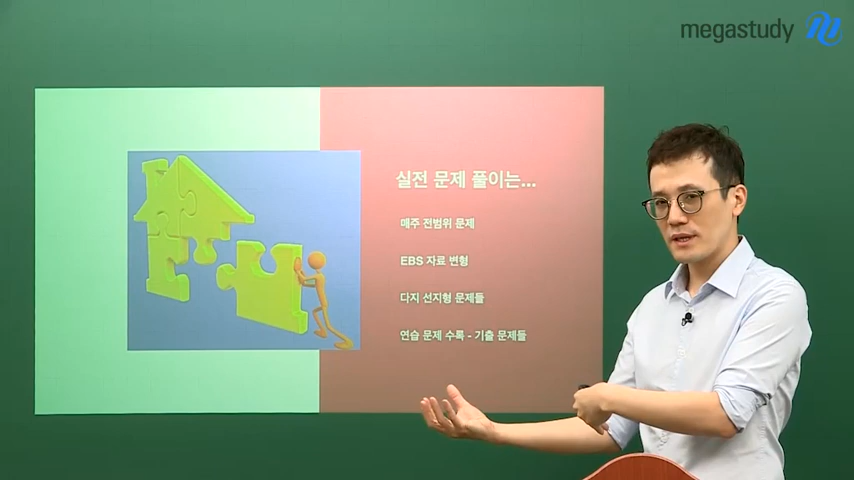 megastudy
실전 문제 풀이는...
매주 전범위 문제
EBS 자료 변형
다지 선지형 문제들
연습 문제 수록 - 기출 문제들